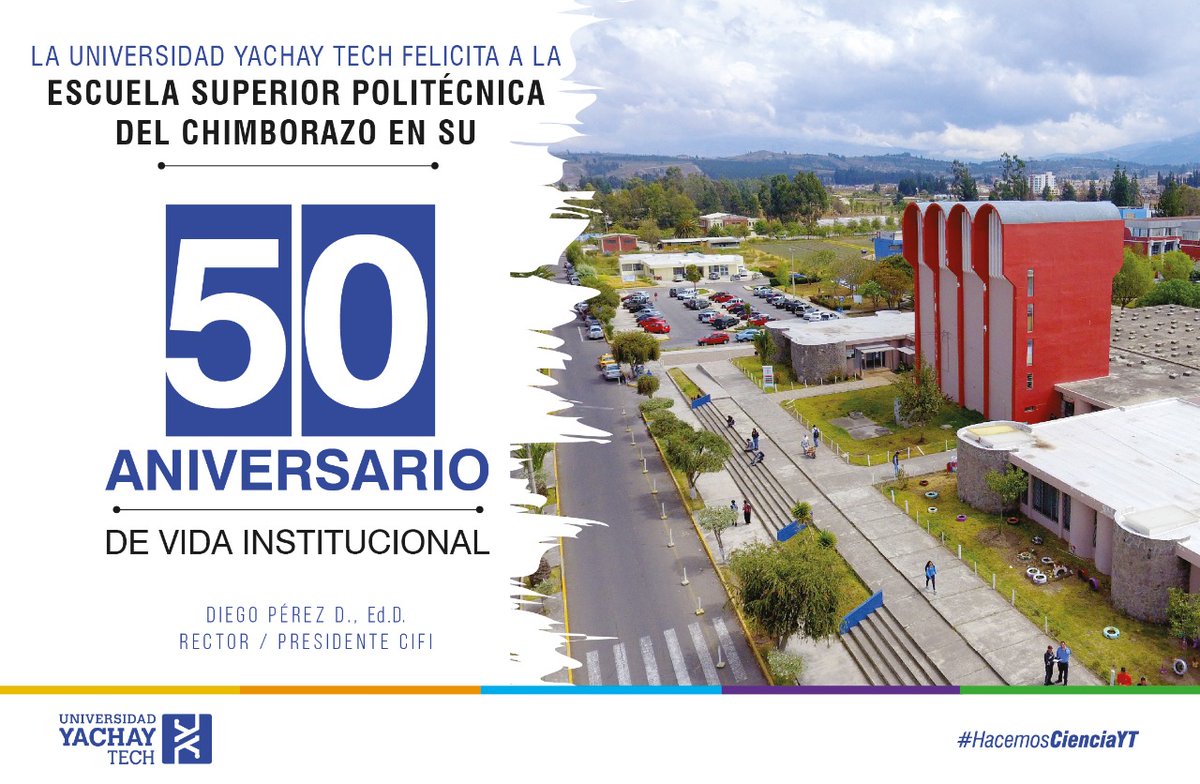 LA UNIVERSIDAD YACHAY TECH FELICITA A LA
ESCUELA SUPERIOR POLITÉCNICA
DEL CHIMBORAZO EN SU
50
ANIVERSARIO
DE VIDA INSTITUCIONAL
DIEGO PÉREZ D., Ed.D.
RECTOR / PRESIDENTE CIFI
UNIVERSIDAD
YACHAY
TECH
#HacemosCienciaYT